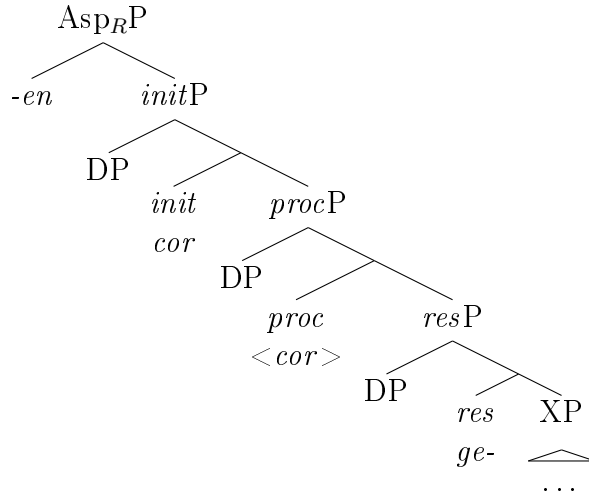 Asp_RP
-en initP
DP
init procP
cor
DP
proc resP
<cor>
DP
res XP
ge-
...